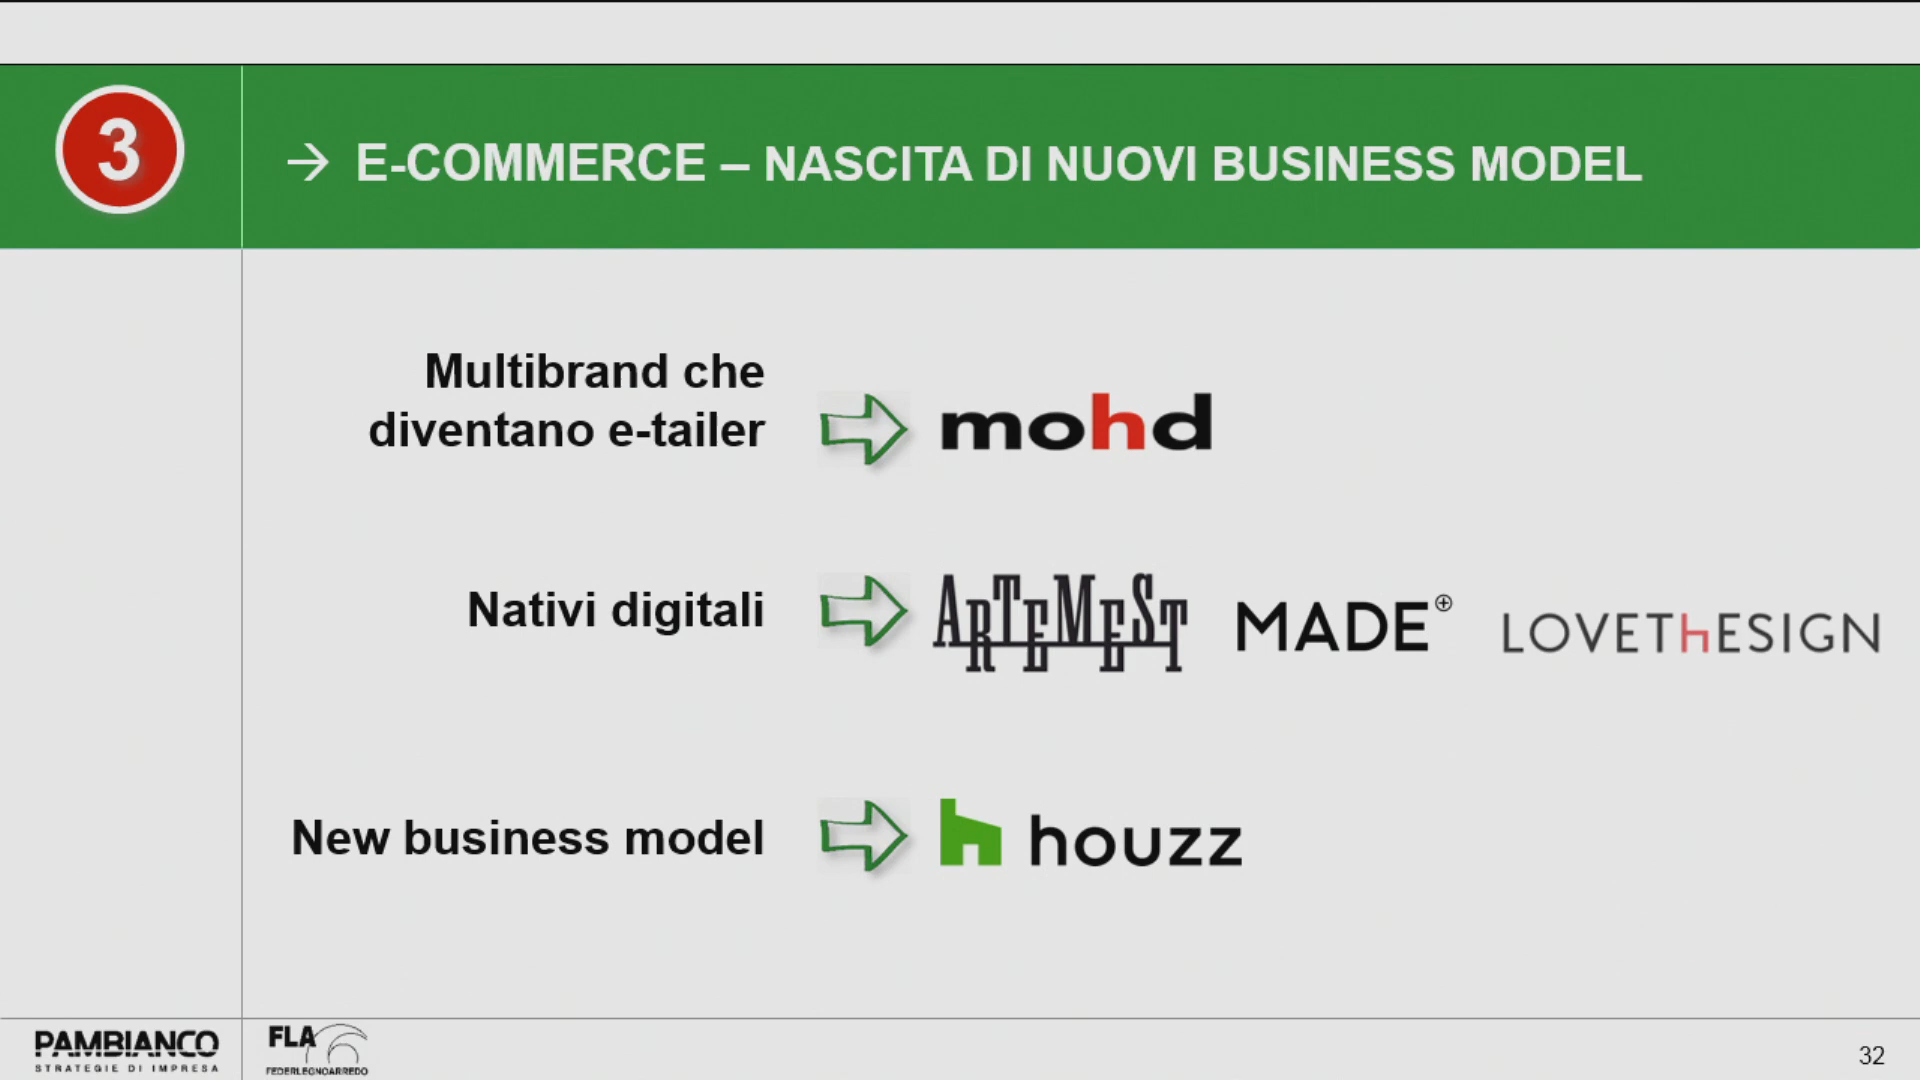 3
→ E-COMMERCE – NASCITA DI NUOVI BUSINESS MODEL
Multibrand che
diventano e-tailer
mohd
Nativi digitali
ARTEMEST
MADE
LOVEThESIGN
New business model
houzz
PAMBIANCO
STRATEGIE DI IMPRESA
FLA
FEDERLEGNOARREDO
32